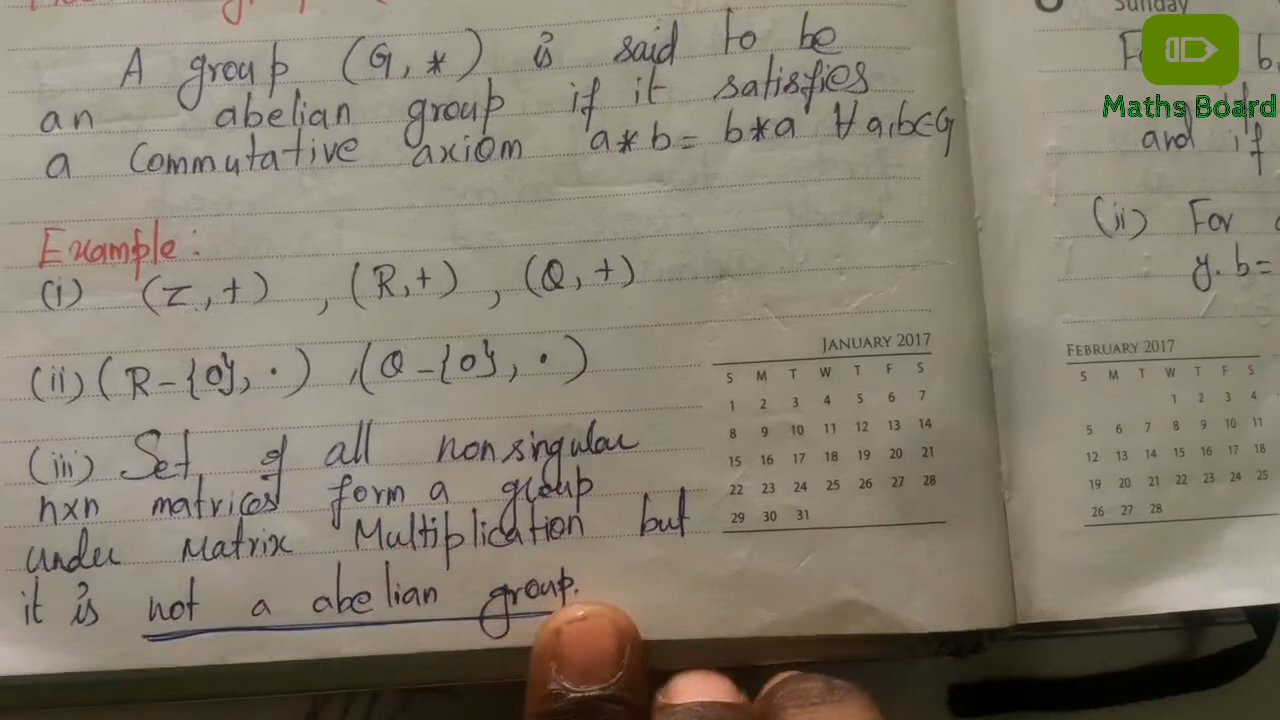 A group (G, *) is said to be
an abelian group if it satisfies
a commutative axiom a*b = b*a ∀ a,b∈G
Example:
(i) (Z,+) , (R,+) , (Q,+)
(ii) (R-{0}, ·) , (Q-{0}, ·)
(iii) Set of all nonsingular
nxn matrices form a group
under Matrix Multiplication but
it is not a abelian group.
JANUARY 2017
S M T W T F S
1 2 3 4 5 6 7
8 9 10 11 12 13 14
15 16 17 18 19 20 21
22 23 24 25 26 27 28
29 30 31
Sunday
b
Maths Board
and if
(ii) For
y. b=
FEBRUARY 2017
S M T W T F S
1 2 3 4
5 6 7 8 9 10 11
12 13 14 15 16 17 18
19 20 21 22 23 24 25
26 27 28